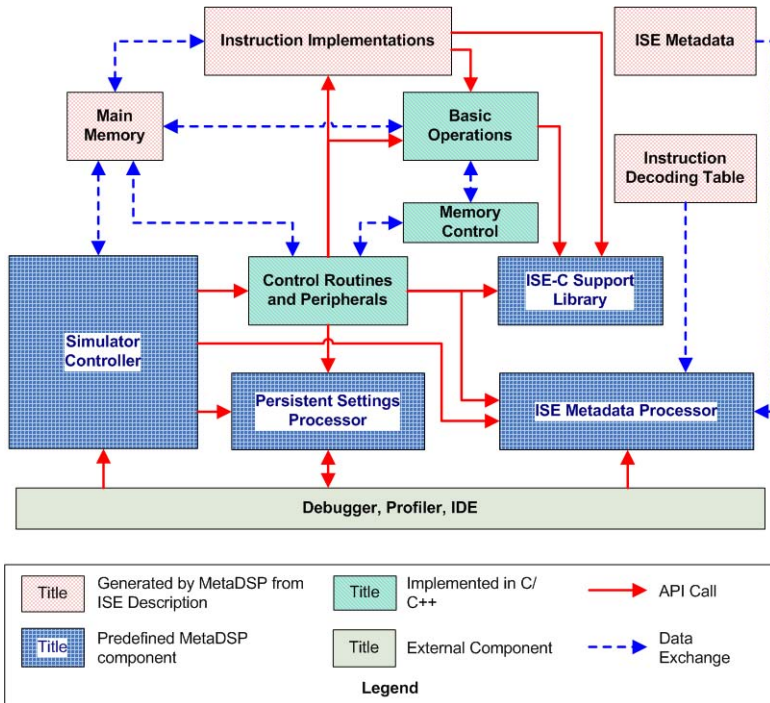 Instruction Implementations
ISE Metadata
Main
Memory
Basic
Operations
Instruction
Decoding Table
Memory
Control
Control Routines
and Peripherals
ISE-C Support
Library
Simulator
Controller
Persistent Settings
Processor
ISE Metadata Processor
Debugger, Profiler, IDE
Title
Generated by MetaDSP from
ISE Description
Title
Implemented in C/
C++
API Call
Title
Predefined MetaDSP
component
Title
External Component
Data
Exchange
Legend